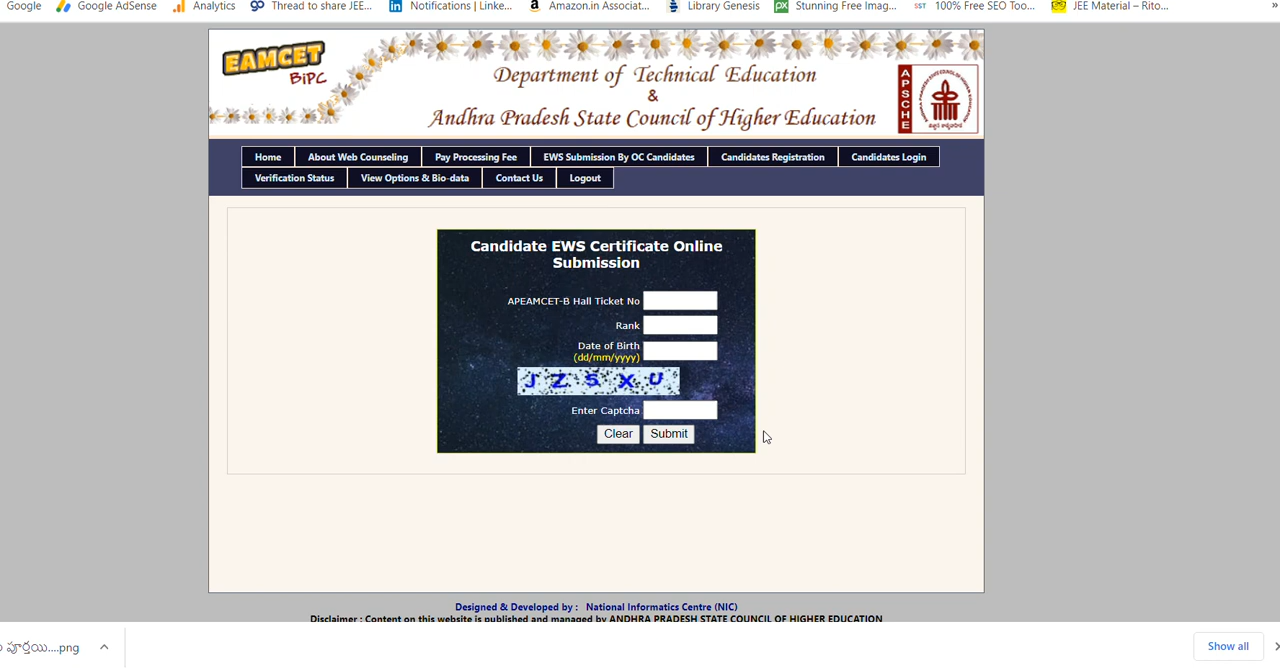 Google Google AdSense Analytics Thread to share JEE... Notifications | Linke... Amazon.in Associat... Library Genesis Stunning Free Imag... SST 100% Free SEO Too... JEE Material – Rito... »
EAMCET
BiPC
Department of Technical Education
&
Andhra Pradesh State Council of Higher Education
APSCHE
Home About Web Counseling Pay Processing Fee EWS Submission By OC Candidates Candidates Registration Candidates Login
Verification Status View Options & Bio-data Contact Us Logout
Candidate EWS Certificate Online
Submission
APEAMCET-B Hall Ticket No
Rank
Date of Birth
(dd/mm/yyyy)
J Z S X U
Enter Captcha
Clear Submit
Designed & Developed by : National Informatics Centre (NIC)
Disclaimer : Content on this website is published and managed by ANDHRA PRADESH STATE COUNCIL OF HIGHER EDUCATION
పూర్తయి....png Show all